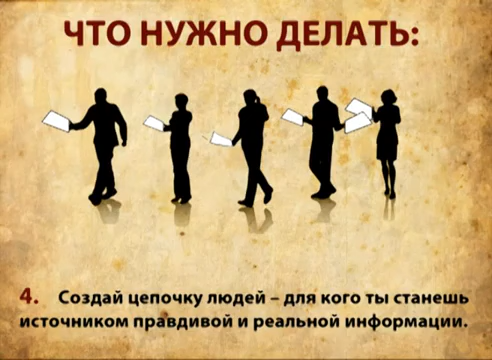 ЧТО НУЖНО ДЕЛАТЬ:
4. Создай цепочку людей – для кого ты станешь
источником правдивой и реальной информации.